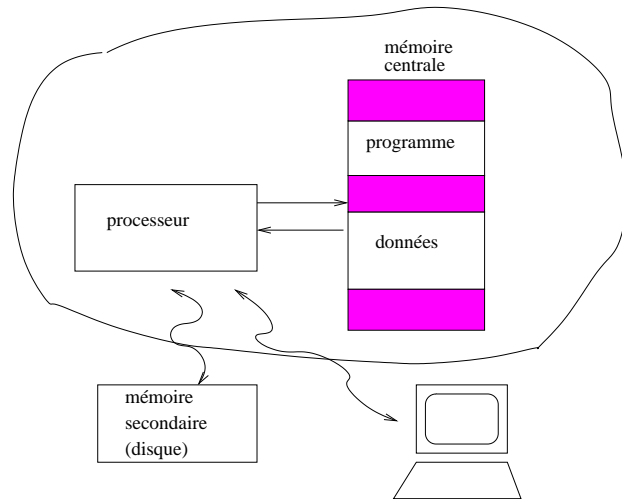 mémoire
centrale
programme
processeur
données
mémoire
secondaire
(disque)